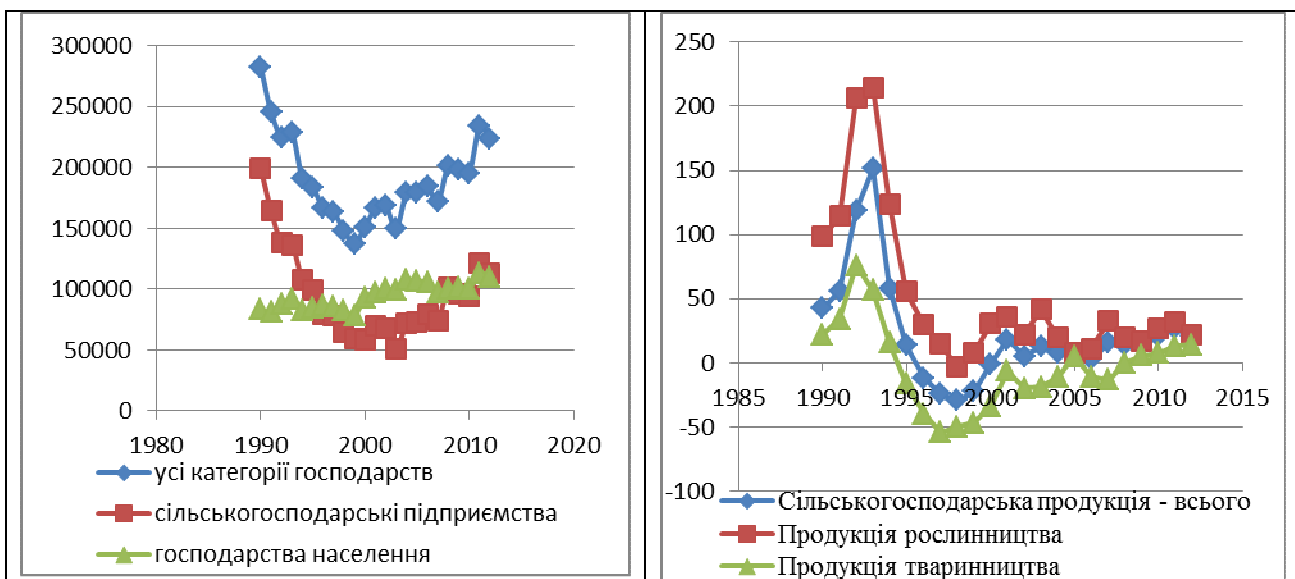 300000
250000
200000
150000
100000
50000
0
1980 1990 2000 2010 2020
усі категорії господарств
сільськогосподарські підприємства
господарства населення
250
200
150
100
50
0
-50
-100
1985 1990 1995 2000 2005 2010 2015
Сільськогосподарська продукція - всього
Продукція рослинництва
Продукція тваринництва